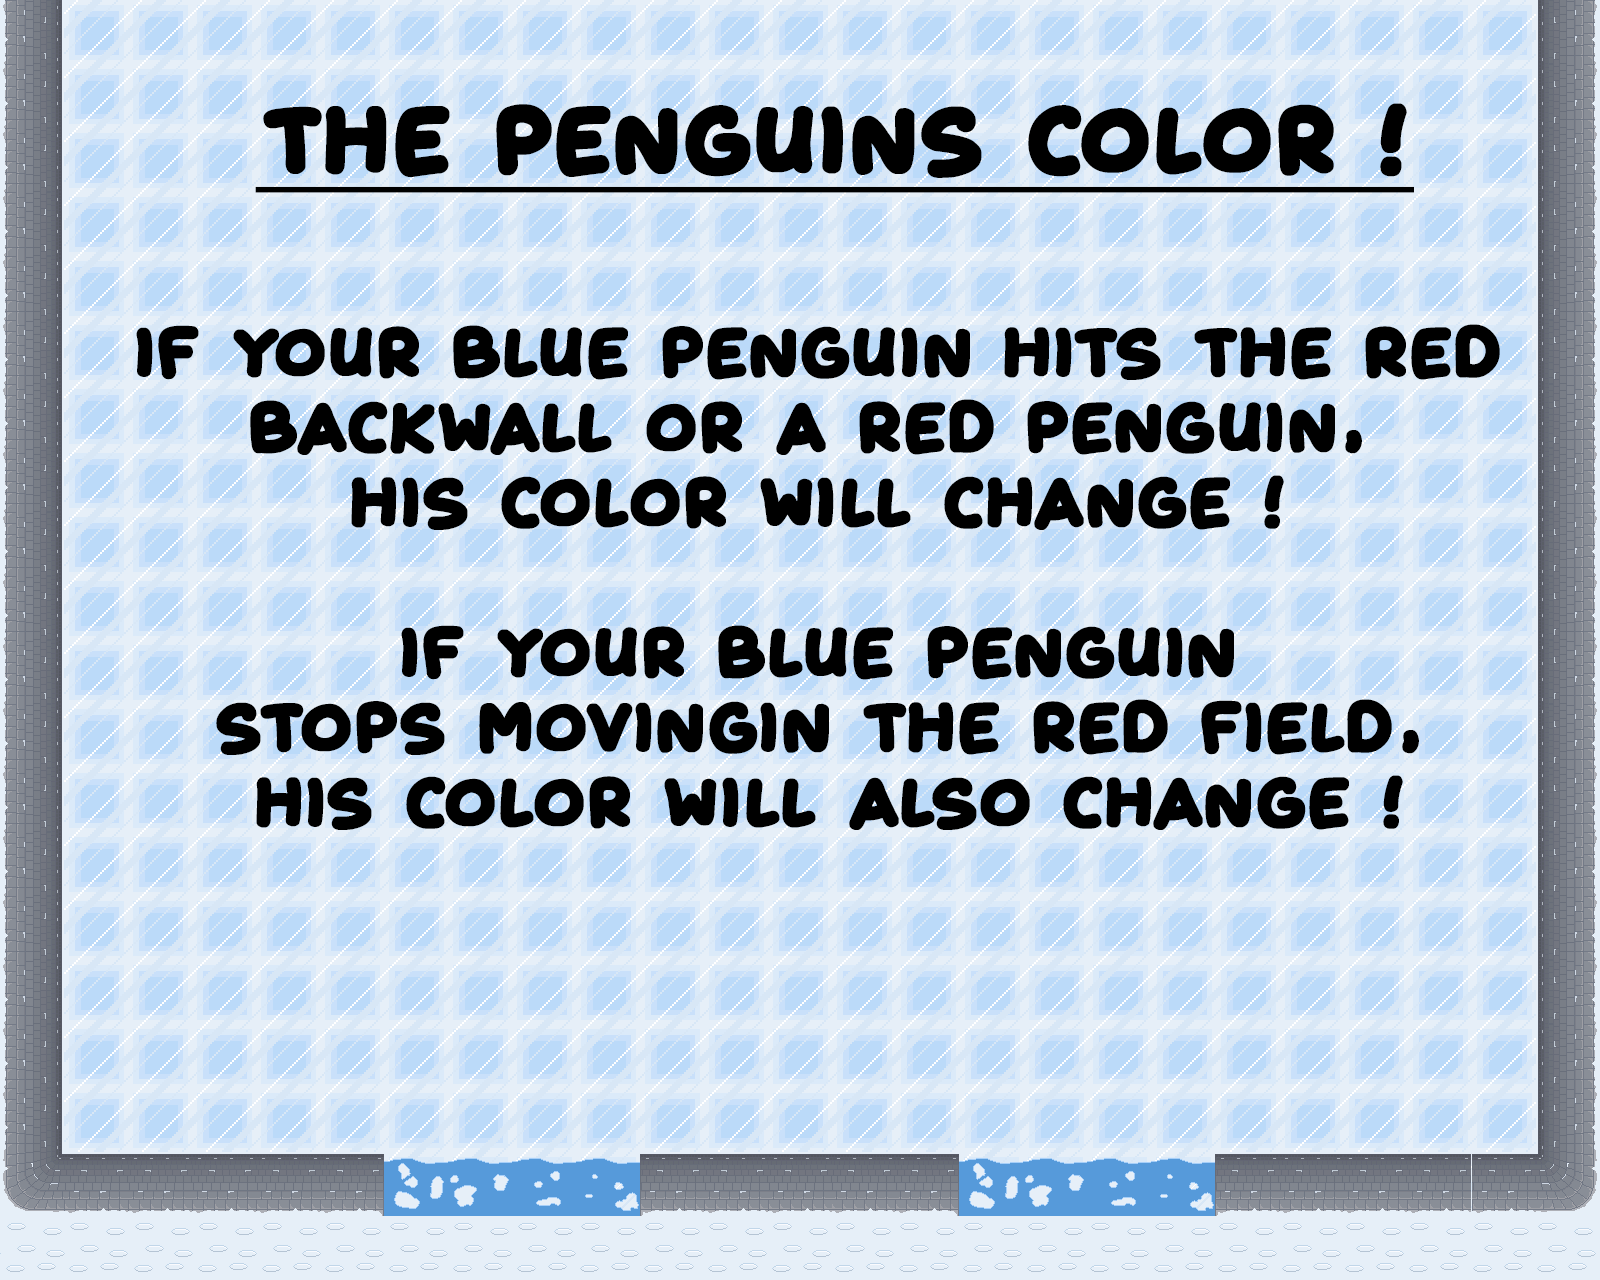 THE PENGUINS COLOR !
IF YOUR BLUE PENGUIN HITS THE RED
BACKWALL OR A RED PENGUIN,
HIS COLOR WILL CHANGE !
IF YOUR BLUE PENGUIN
STOPS MOVINGIN THE RED FIELD,
HIS COLOR WILL ALSO CHANGE !